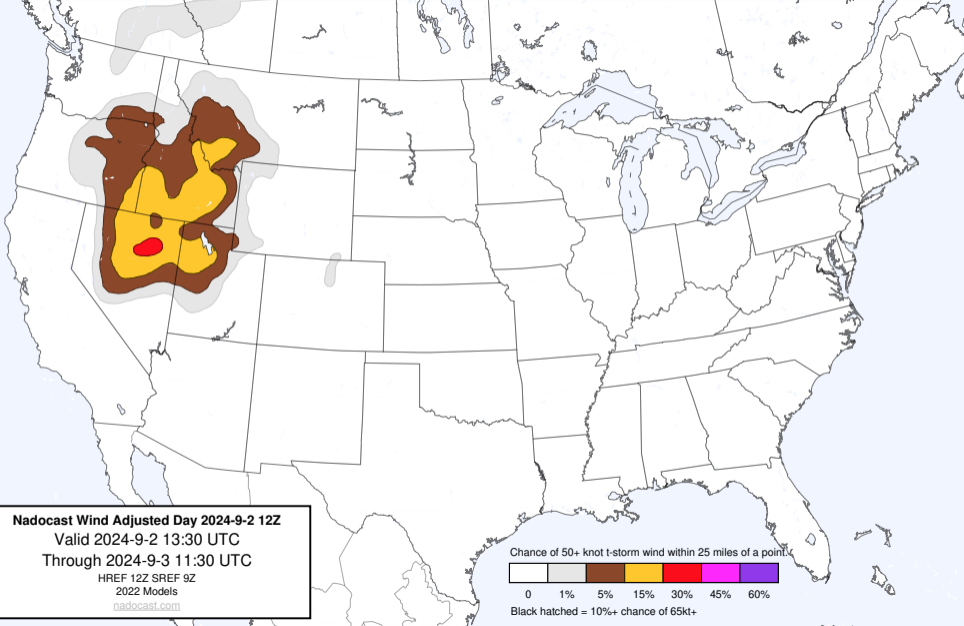 Nadocast Wind Adjusted Day 2024-9-2 12Z
Valid 2024-9-2 13:30 UTC
Through 2024-9-3 11:30 UTC
HREF 12Z SREF 9Z
2022 Models
nadocast.com
Chance of 50+ knot t-storm wind within 25 miles of a point.
0 1% 5% 15% 30% 45% 60%
Black hatched = 10%+ chance of 65kt+